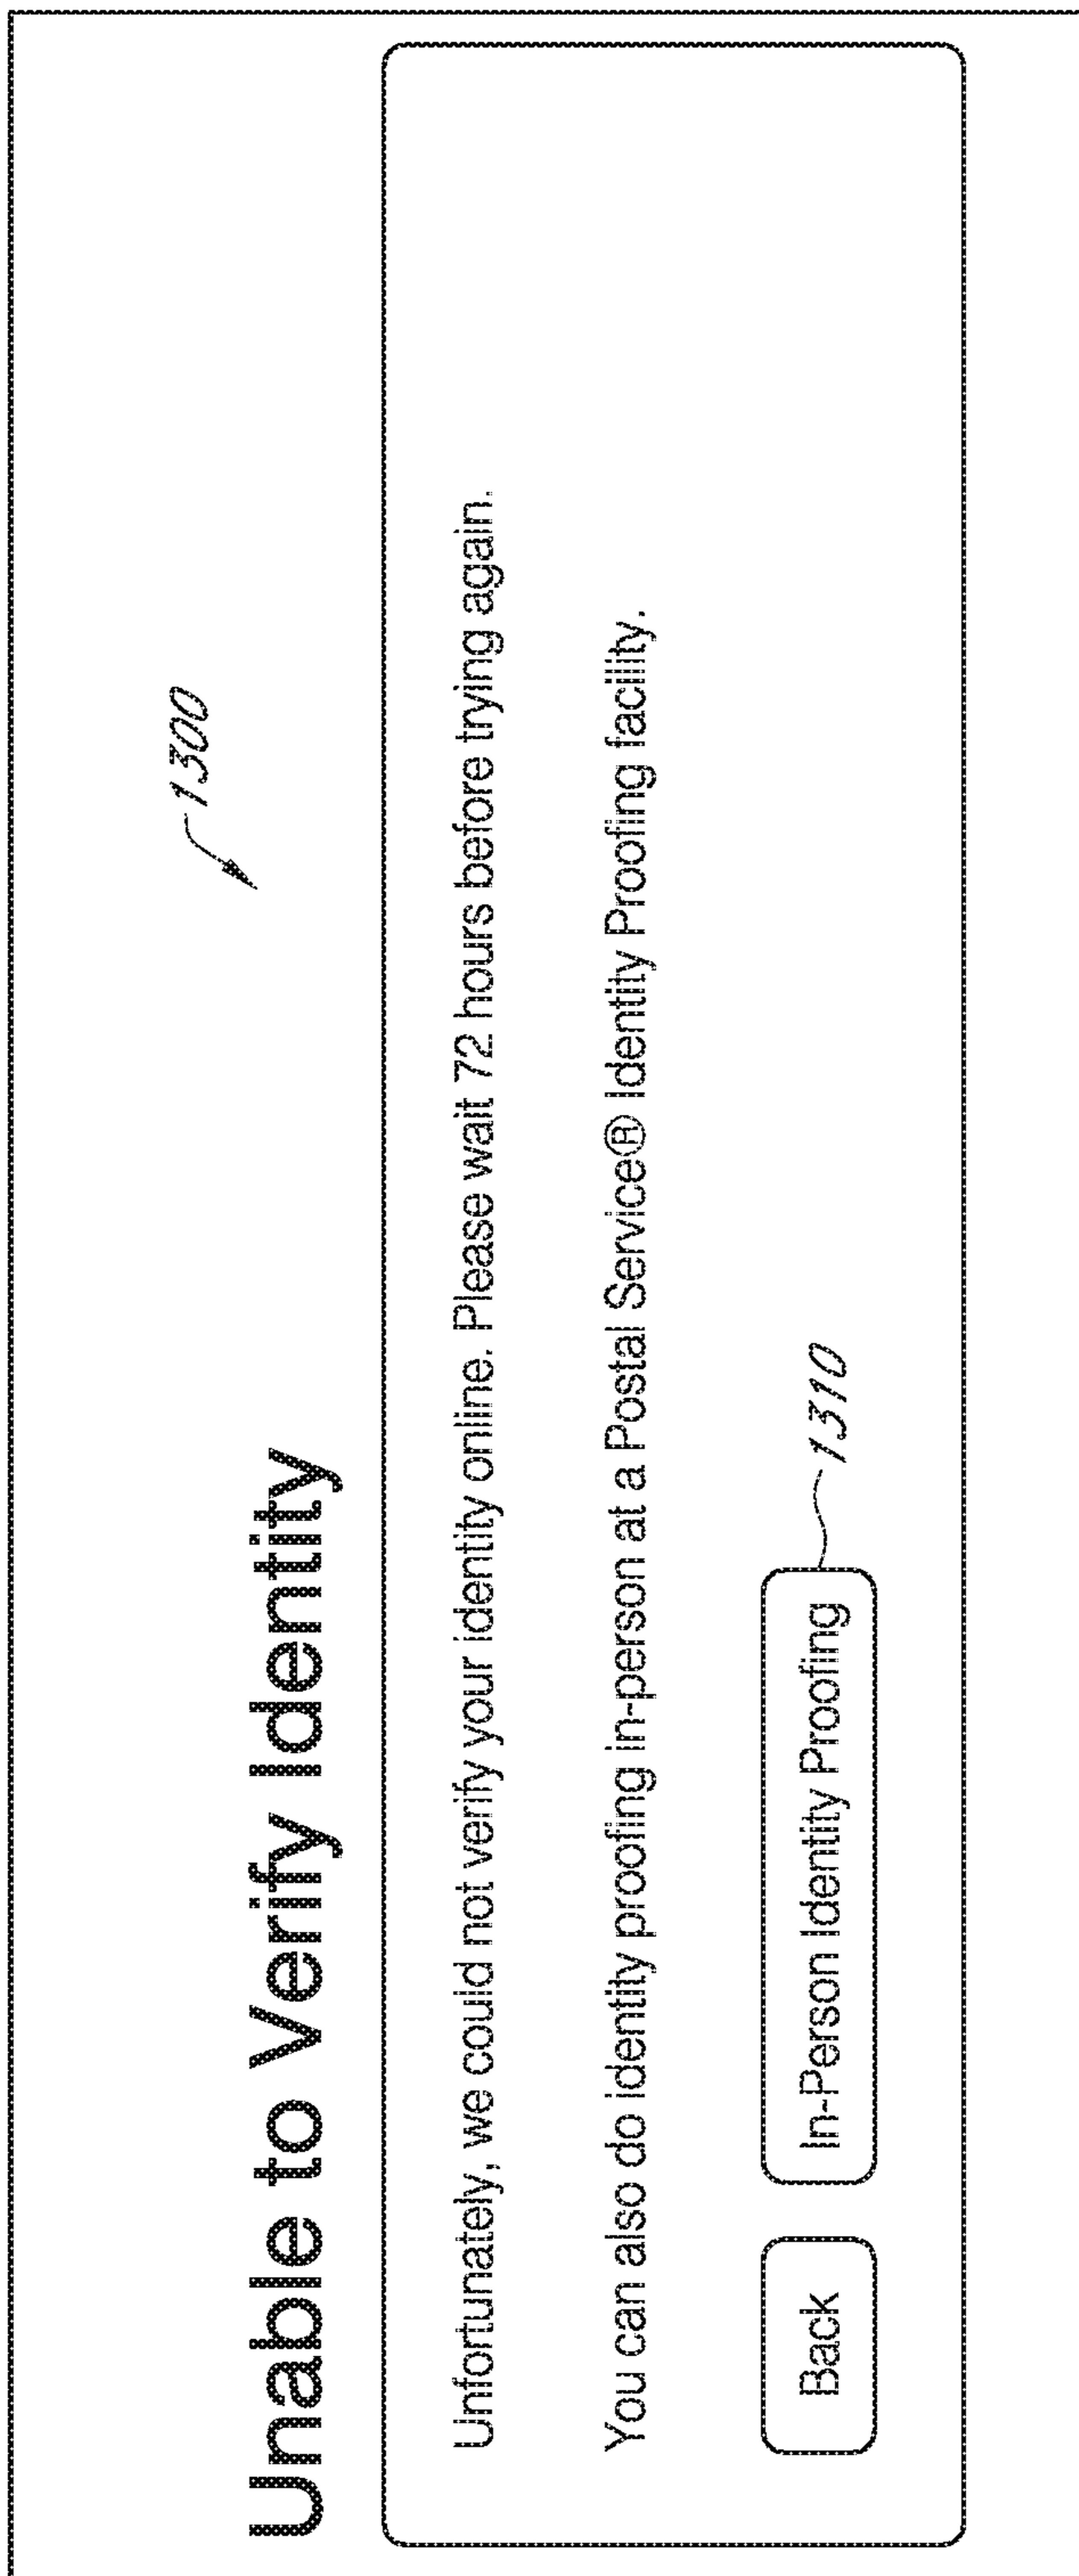 1300
Unable to Verify Identity
Unfortunately, we could not verify your identity online. Please wait 72 hours before trying again.
You can also do identity proofing in-person at a Postal Service® Identity Proofing facility.
Back
In-Person Identity Proofing
1310